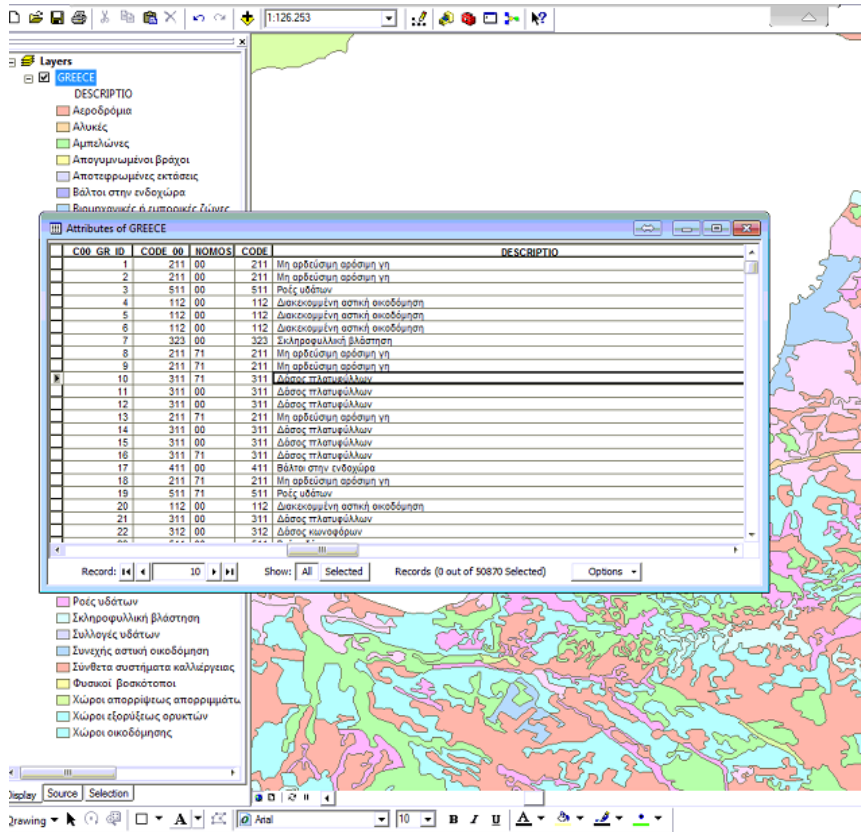 1:126.253
Layers
GREECE
DESCRIPTIO
Αεροδρόμια
Αλυκές
Αμπελώνες
Απογυμνωμένοι βράχοι
Αποτεφρωμένες εκτάσεις
Βάλτοι στην ενδοχώρα
Βιομηχανικές ή εμπορικές ζώνες
Attributes of GREECE
C00_GR_ID CODE_00 NOMOS CODE DESCRIPTIO
1 211 00 211 Μη αρδεύσιμη αρόσιμη γη
2 211 00 211 Μη αρδεύσιμη αρόσιμη γη
3 511 00 511 Ροές υδάτων
4 112 00 112 Διακεκομμένη αστική οικοδόμηση
5 112 00 112 Διακεκομμένη αστική οικοδόμηση
6 112 00 112 Διακεκομμένη αστική οικοδόμηση
7 323 00 323 Σκληροφυλλική βλάστηση
8 211 71 211 Μη αρδεύσιμη αρόσιμη γη
9 211 71 211 Μη αρδεύσιμη αρόσιμη γη
10 311 71 311 Δάσος πλατυφύλλων
11 311 00 311 Δάσος πλατυφύλλων
12 311 00 311 Δάσος πλατυφύλλων
13 211 71 211 Μη αρδεύσιμη αρόσιμη γη
14 311 00 311 Δάσος πλατυφύλλων
15 311 00 311 Δάσος πλατυφύλλων
16 311 71 311 Δάσος πλατυφύλλων
17 411 00 411 Βάλτοι στην ενδοχώρα
18 211 71 211 Μη αρδεύσιμη αρόσιμη γη
19 511 71 511 Ροές υδάτων
20 112 00 112 Διακεκομμένη αστική οικοδόμηση
21 311 00 311 Δάσος πλατυφύλλων
22 312 00 312 Δάσος κωνοφόρων
Record: 10 Show: All Selected Records (0 out of 50870 Selected) Options
Ροές υδάτων
Σκληροφυλλική βλάστηση
Συλλογές υδάτων
Συνεχής αστική οικοδόμηση
Σύνθετα συστήματα καλλιέργειας
Φυσικοί βοσκότοποι
Χώροι απορρίψεως απορριμμάτω
Χώροι εξορύξεως ορυκτών
Χώροι οικοδόμησης
Display Source Selection
Drawing A Arial 10 B I U A